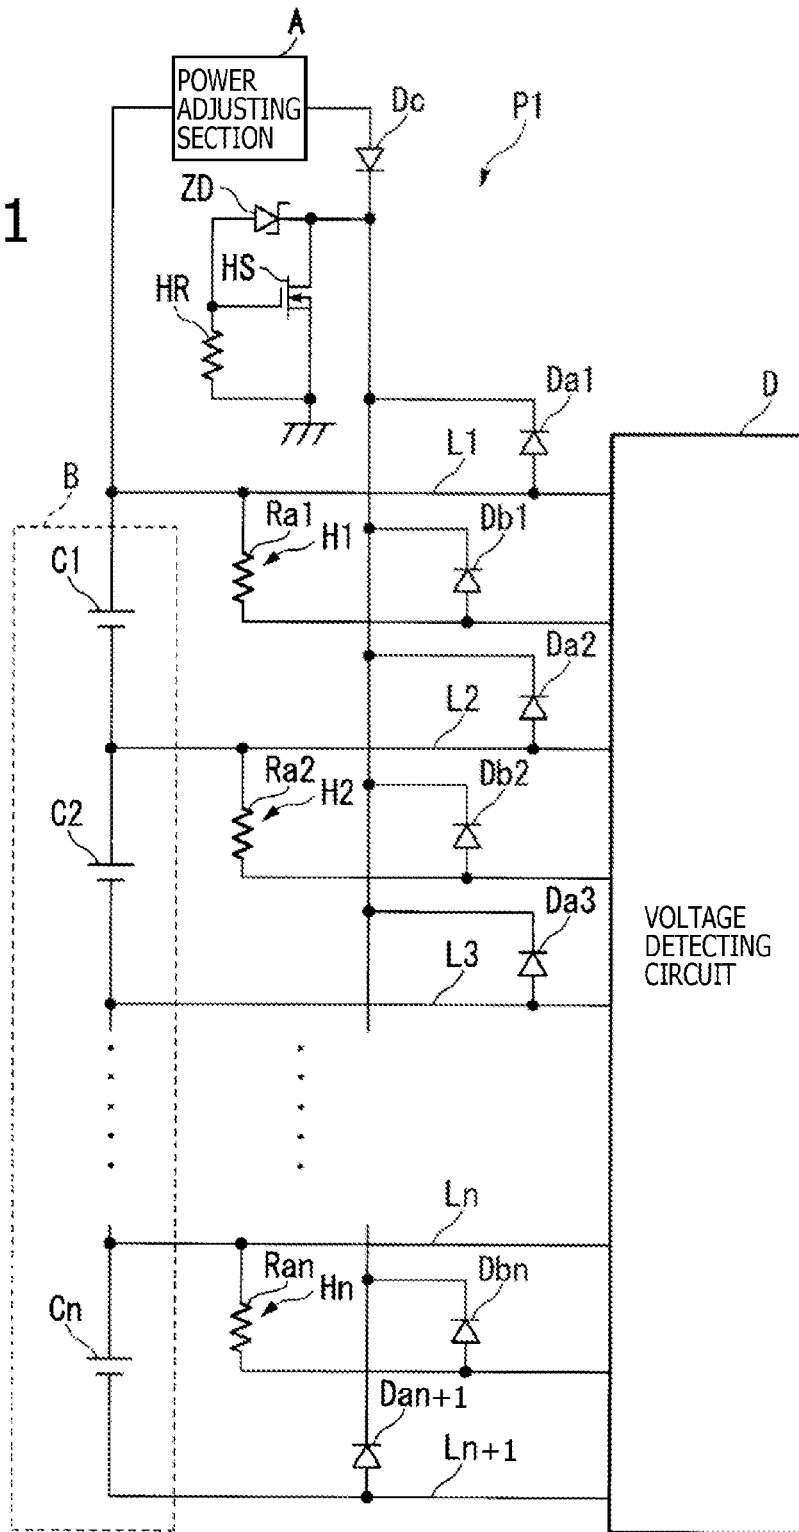 A
POWER
ADJUSTING
SECTION
Dc
P1
1
ZD
HS
HR
Da1
D
L1
B
Ra1
H1
Db1
C1
Da2
L2
Ra2
H2
Db2
C2
Da3
L3
VOLTAGE
DETECTING
CIRCUIT
Ln
Ran
Hn
Dbn
Cn
Dan+1
Ln+1